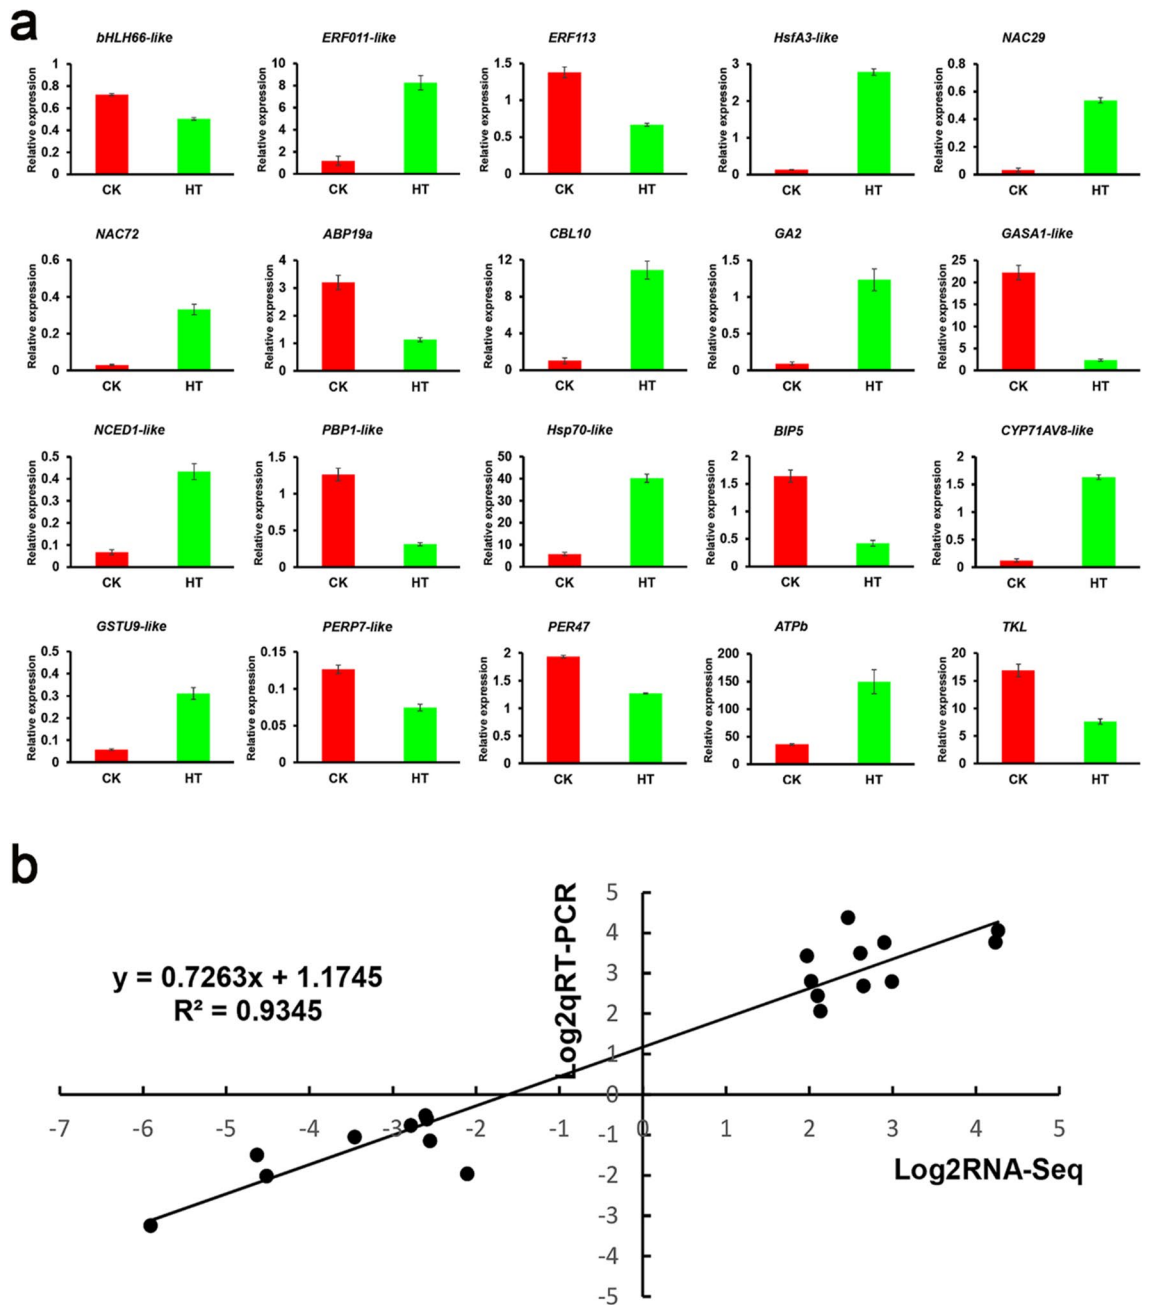 a
bHLH66-like
Relative expression
1
0.8
0.6
0.4
0.2
0
CK HT
ERF011-like
Relative expression
10
8
6
4
2
0
CK HT
ERF113
Relative expression
1.5
1
0.5
0
CK HT
HsfA3-like
Relative expression
3
2
1
0
CK HT
NAC29
Relative expression
0.8
0.6
0.4
0.2
0
CK HT
NAC72
Relative expression
0.6
0.4
0.2
0
CK HT
ABP19a
Relative expression
4
3
2
1
0
CK HT
CBL10
Relative expression
12
8
4
0
CK HT
GA2
Relative expression
1.5
1
0.5
0
CK HT
GASA1-like
Relative expression
25
20
15
10
5
0
CK HT
NCED1-like
Relative expression
0.5
0.4
0.3
0.2
0.1
0
CK HT
PBP1-like
Relative expression
1.5
1
0.5
0
CK HT
Hsp70-like
Relative expression
50
40
30
20
10
0
CK HT
BIP5
Relative expression
2
1.5
1
0.5
0
CK HT
CYP71AV8-like
Relative expression
2
1.5
1
0.5
0
CK HT
GSTU9-like
Relative expression
0.5
0.4
0.3
0.2
0.1
0
CK HT
PERP7-like
Relative expression
0.15
0.1
0.05
0
CK HT
PER47
Relative expression
2
1.5
1
0.5
0
CK HT
ATPb
Relative expression
200
150
100
50
0
CK HT
TKL
Relative expression
20
15
10
5
0
CK HT
b
y = 0.7263x + 1.1745
R² = 0.9345
Log2qRT-PCR
5
4
3
2
1
0
-1
-2
-3
-4
-5
-7 -6 -5 -4 -3 -2 -1 0 1 2 3 4 5
Log2RNA-Seq